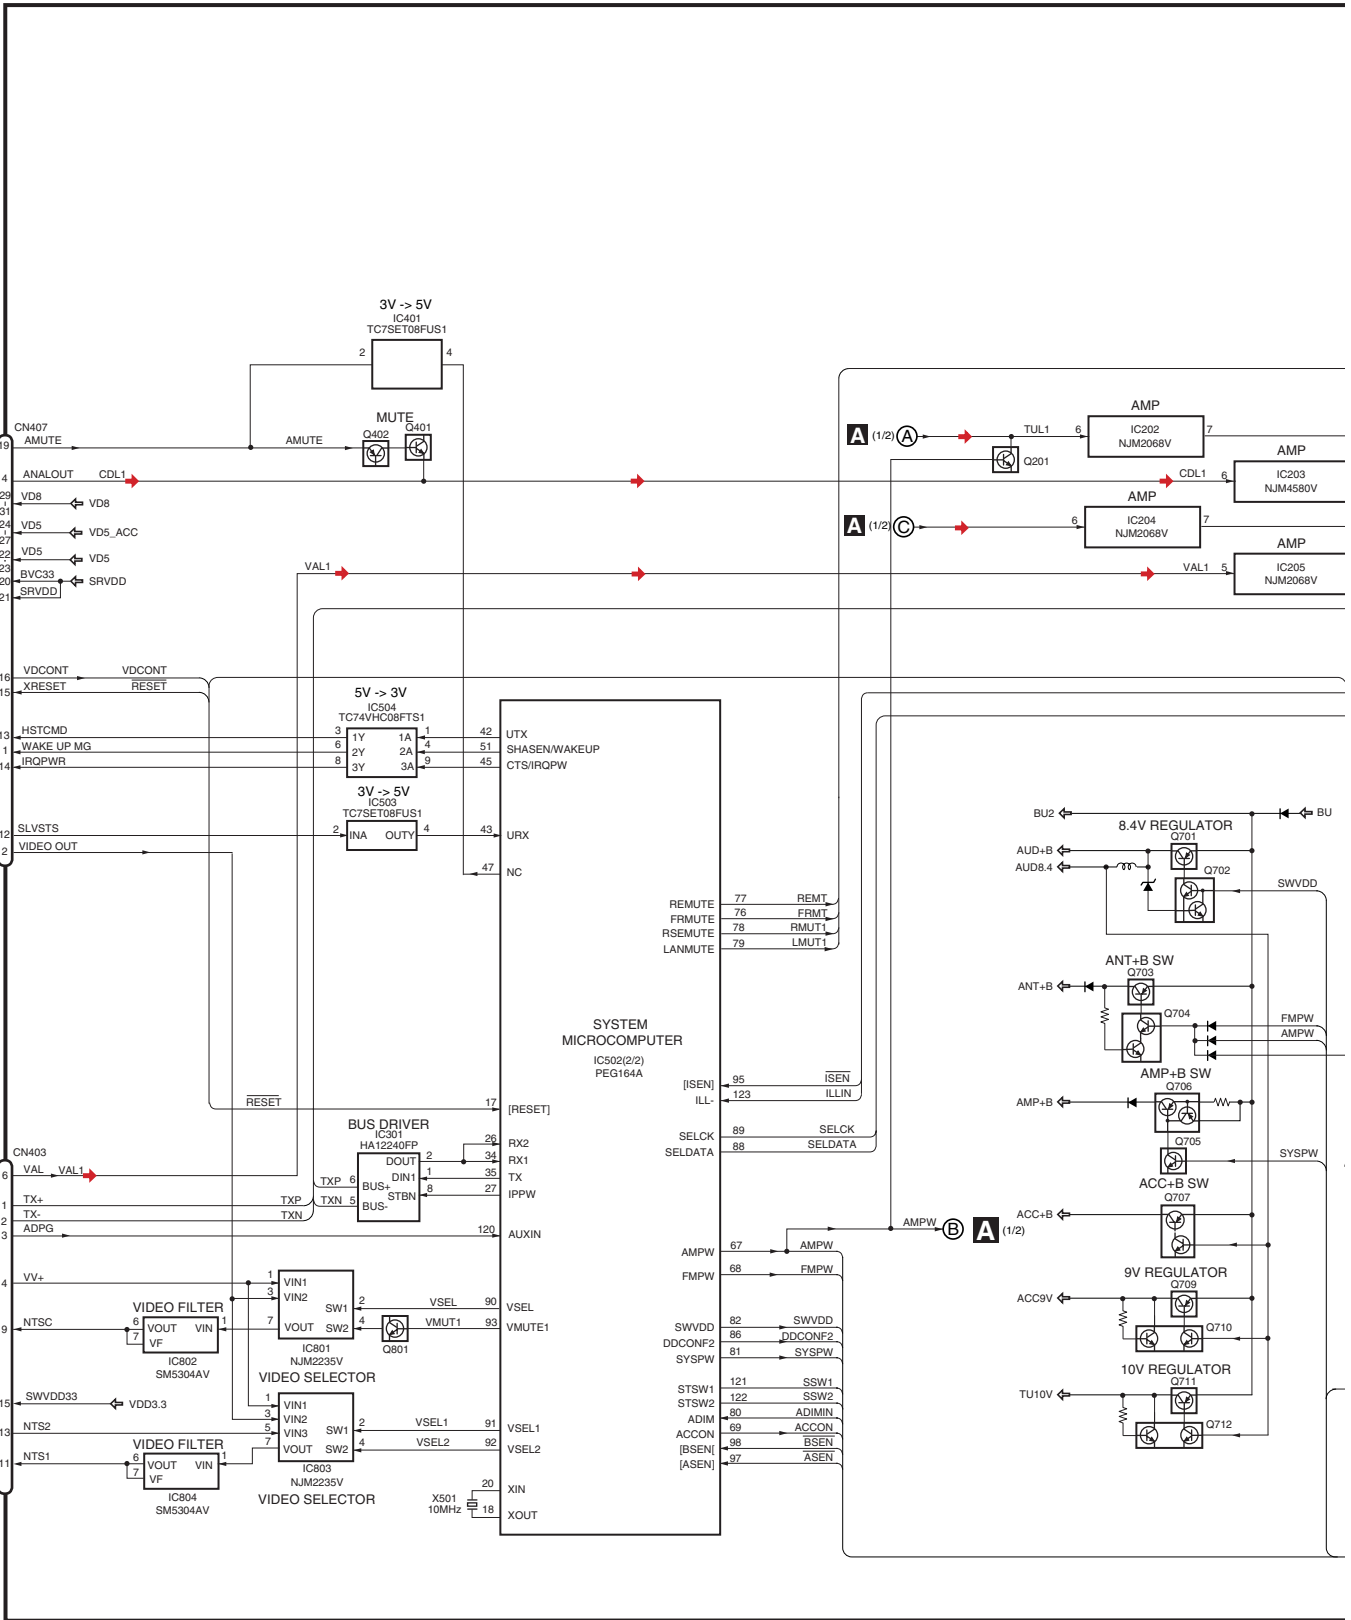 3V -> 5V
IC401
TC7SET08FUS1
2
4
MUTE
Q402
Q401
CN407
19
AMUTE
AMUTE
4
ANALOUT
CDL1
29
31
VD8
VD8
24
27
VD5
VD5_ACC
22
23
VD5
VD5
20
BVC33
SRVDD
21
SRVDD
A (1/2) A
TUL1
6
AMP
IC202
NJM2068V
7
Q201
CDL1
6
AMP
IC203
NJM4580V
A (1/2) C
6
AMP
IC204
NJM2068V
7
VAL1
VAL1
5
AMP
IC205
NJM2068V
16
VDCONT
VDCONT
15
XRESET
RESET
5V -> 3V
IC504
TC74VHC08FTS1
13
HSTCMD
3
1Y
1A
1
42
UTX
1
WAKE UP MG
6
2Y
2A
4
51
SHASEN/WAKEUP
14
IRQPWR
8
3Y
3A
9
45
CTS/IRQPW
3V -> 5V
IC503
TC7SET08FUS1
12
SLVSTS
2
INA
OUTY
4
43
URX
2
VIDEO OUT
47
NC
REMUTE
77
REMT
FRMUTE
76
FRMT
RSEMUTE
78
RMUT1
LANMUTE
79
LMUT1
SYSTEM
MICROCOMPUTER
IC502(2/2)
PEG164A
[ISEN]
95
ISEN
ILL-
123
ILLIN
RESET
17
[RESET]
SELCK
89
SELCK
SELDATA
88
SELDATA
BUS DRIVER
IC301
HA12240FP
DOUT
2
26
RX2
34
RX1
DIN1
1
35
TX
STBN
8
27
IPPW
TXP
6
BUS+
TXN
5
BUS-
CN403
6
VAL
VAL1
1
TX+
TXP
2
TX-
TXN
3
ADPG
120
AUXIN
AMPW
67
AMPW
AMPW
B A (1/2)
FMPW
68
FMPW
4
VV+
1
VIN1
3
VIN2
SW1
2
VSEL
90
VSEL
7
VOUT
SW2
4
VMUT1
93
VMUTE1
Q801
IC801
NJM2235V
VIDEO SELECTOR
VIDEO FILTER
9
NTSC
6
VOUT
VIN
1
7
VF
IC802
SM5304AV
SWVDD
82
SWVDD
DDCONF2
86
DDCONF2
SYSPW
81
SYSPW
STSW1
121
SSW1
STSW2
122
SSW2
ADIM
80
ADIMIN
ACCON
69
ACCON
[BSEN[
98
BSEN
[ASEN]
97
ASEN
15
SWVDD33
VDD3.3
1
VIN1
3
VIN2
13
NTS2
5
VIN3
SW1
2
VSEL1
91
VSEL1
7
VOUT
SW2
4
VSEL2
92
VSEL2
IC803
NJM2235V
VIDEO SELECTOR
VIDEO FILTER
11
NTS1
6
VOUT
VIN
1
7
VF
IC804
SM5304AV
X501
10MHz
20
XIN
18
XOUT
BU2
BU
8.4V REGULATOR
Q701
AUD+B
AUD8.4
Q702
SWVDD
ANT+B SW
Q703
ANT+B
Q704
FMPW
AMPW
AMP+B SW
Q706
AMP+B
Q705
SYSPW
ACC+B SW
Q707
ACC+B
9V REGULATOR
Q709
ACC9V
Q710
10V REGULATOR
Q711
TU10V
Q712